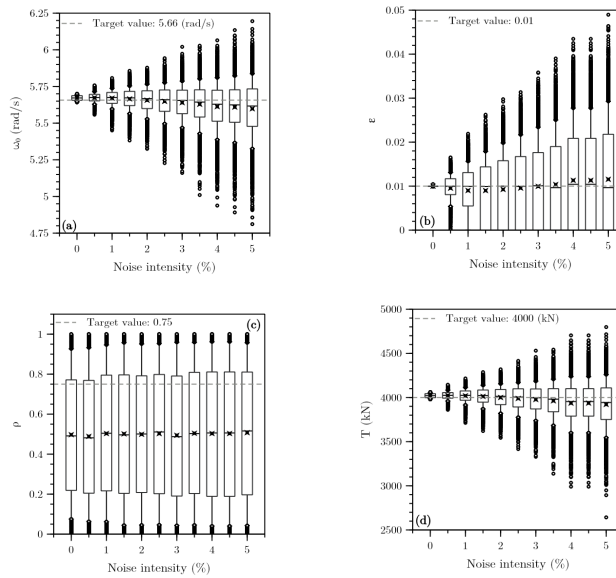 Target value: 5.66 (rad/s)
6.25
6
5.75
5.5
5.25
5
4.75
ω₀ (rad/s)
(a)
0 1 2 3 4 5
Noise intensity (%)
Target value: 0.01
0.05
0.04
0.03
0.02
0.01
0
ε
(b)
0 1 2 3 4 5
Noise intensity (%)
Target value: 0.75
(c)
1
0.8
0.6
0.4
0.2
0
ρ
0 1 2 3 4 5
Noise intensity (%)
Target value: 4000 (kN)
5000
4500
4000
3500
3000
2500
T (kN)
(d)
0 1 2 3 4 5
Noise intensity (%)